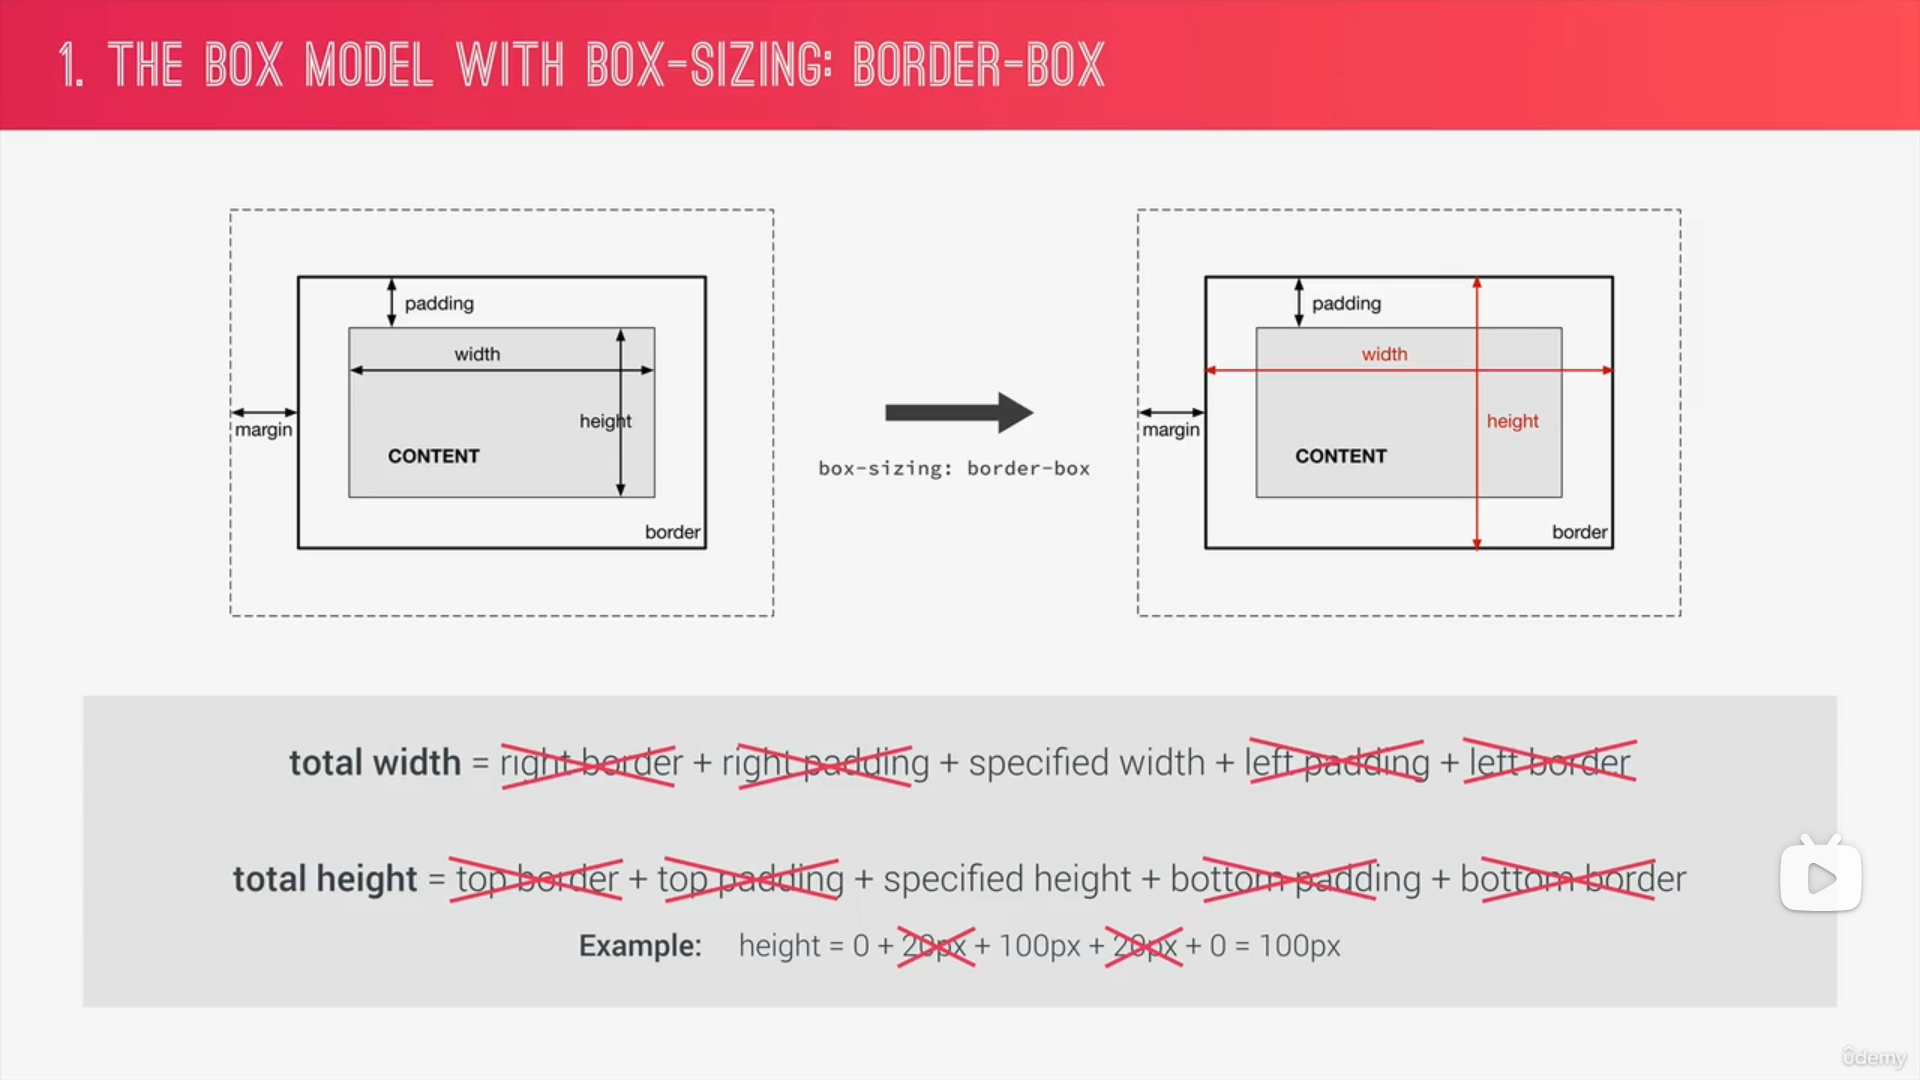 1. THE BOX MODEL WITH BOX-SIZING: BORDER-BOX
padding
width
height
margin
CONTENT
border
box-sizing: border-box
padding
width
height
margin
CONTENT
border
total width = right border + right padding + specified width + left padding + left border
total height = top border + top padding + specified height + bottom padding + bottom border
Example: height = 0 + 20px + 100px + 20px + 0 = 100px
ûdemy